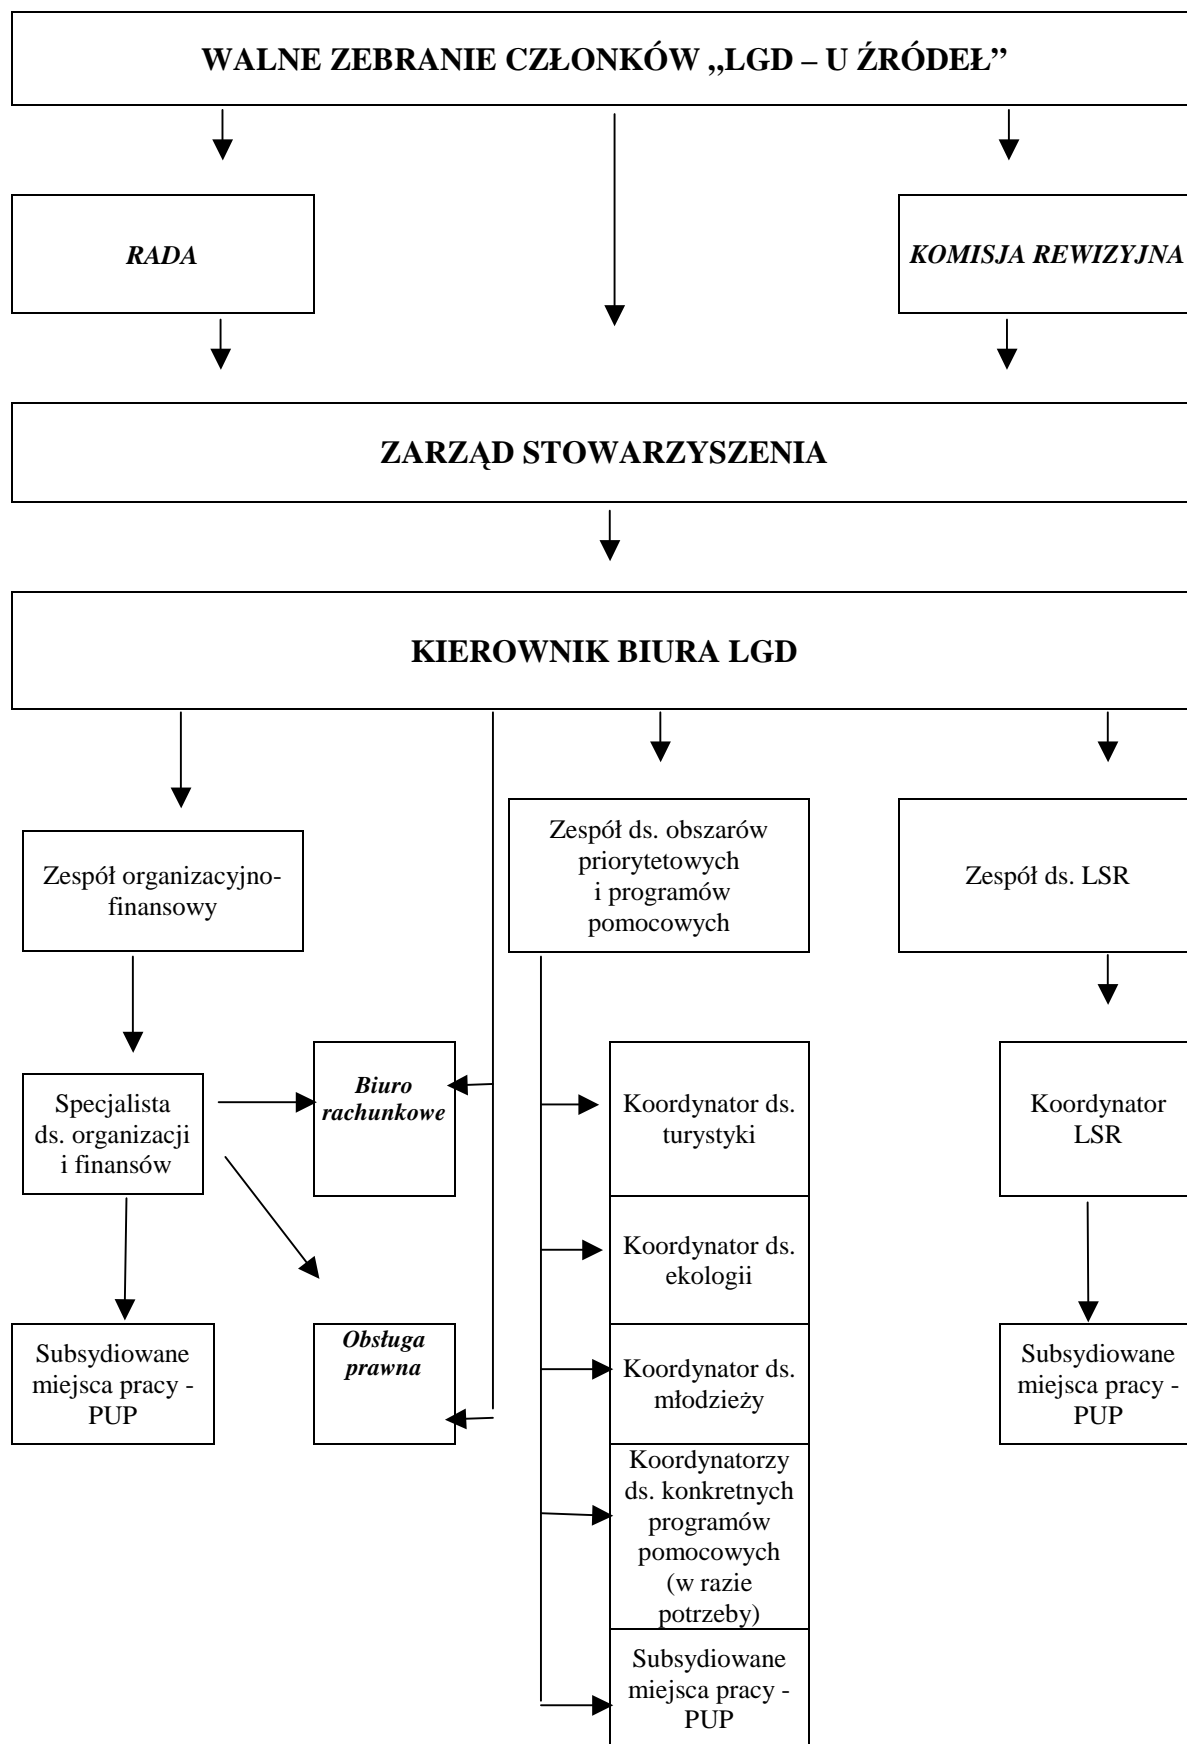 WALNE ZEBRANIE CZŁONKÓW „LGD – U ŹRÓDEŁ”
RADA
KOMISJA REWIZYJNA
ZARZĄD STOWARZYSZENIA
KIEROWNIK BIURA LGD
Zespół organizacyjno-
finansowy
Zespół ds. obszarów
priorytetowych
i programów
pomocowych
Zespół ds. LSR
Specjalista
ds. organizacji
i finansów
Biuro
rachunkowe
Koordynator ds.
turystyki
Koordynator
LSR
Koordynator ds.
ekologii
Subsydiowane
miejsca pracy -
PUP
Obsługa
prawna
Koordynator ds.
młodzieży
Subsydiowane
miejsca pracy -
PUP
Koordynatorzy
ds. konkretnych
programów
pomocowych
(w razie
potrzeby)
Subsydiowane
miejsca pracy -
PUP